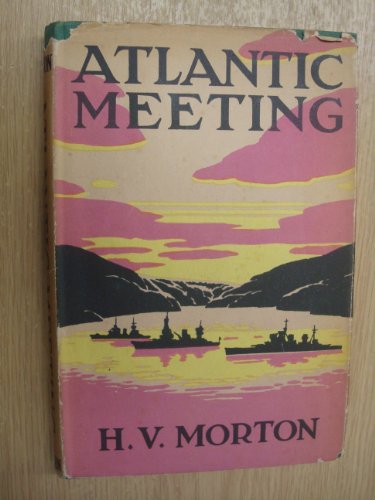 ATLANTIC
MEETING
H. V. MORTON